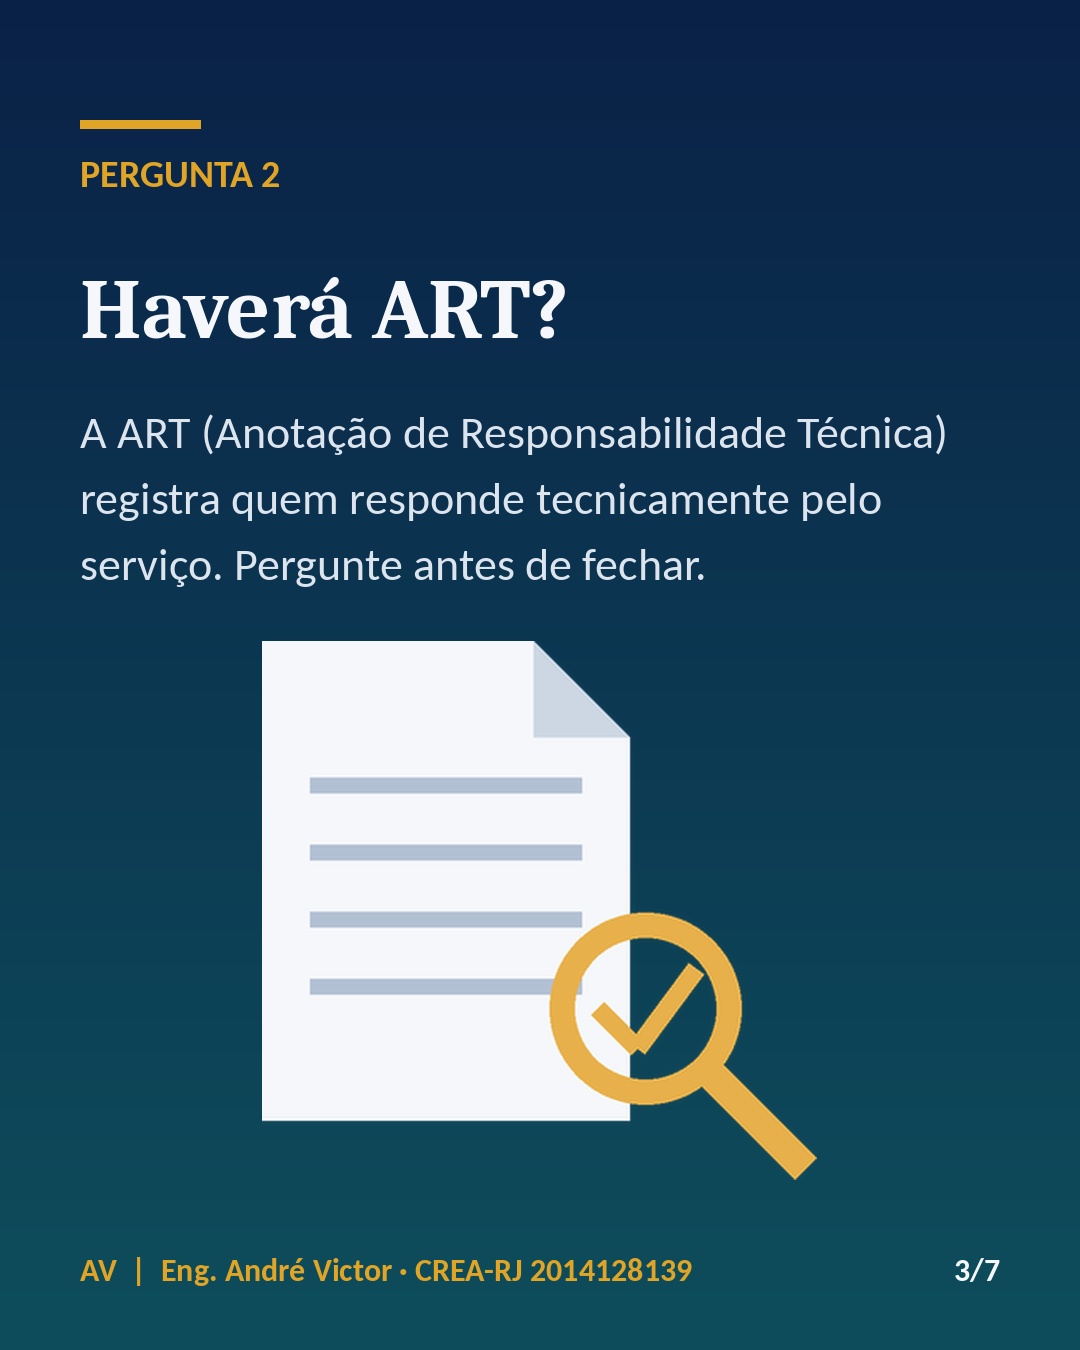 PERGUNTA 2
Haverá ART?
A ART (Anotação de Responsabilidade Técnica)
registra quem responde tecnicamente pelo
serviço. Pergunte antes de fechar.
AV | Eng. André Victor · CREA-RJ 2014128139
3/7